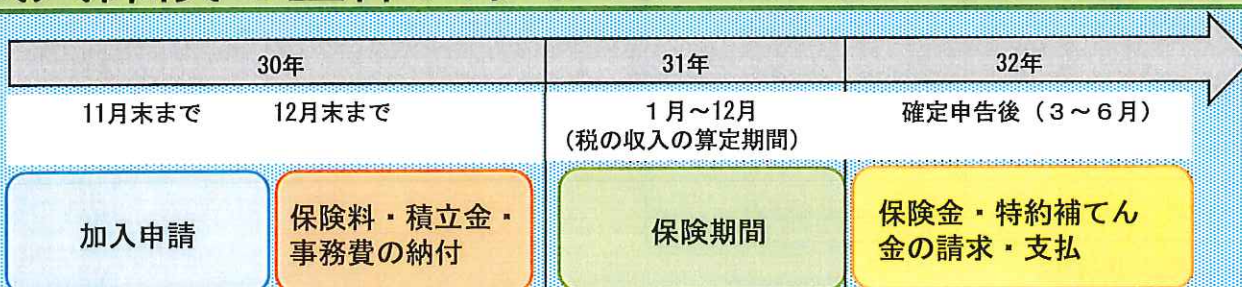 30年
31年
32年
11月末まで
12月末まで
1月~12月
(税の収入の算定期間)
確定申告後(3~6月)
加入申請
保険料・積立金・
事務費の納付
保険期間
保険金・特約補てん
金の請求・支払